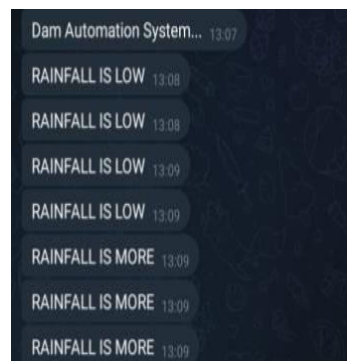 Dam Automation System... 13:07
RAINFALL IS LOW 13:08
RAINFALL IS LOW 13:08
RAINFALL IS LOW 13:09
RAINFALL IS LOW 13:09
RAINFALL IS MORE 13:09
RAINFALL IS MORE 13:09
RAINFALL IS MORE 13:09